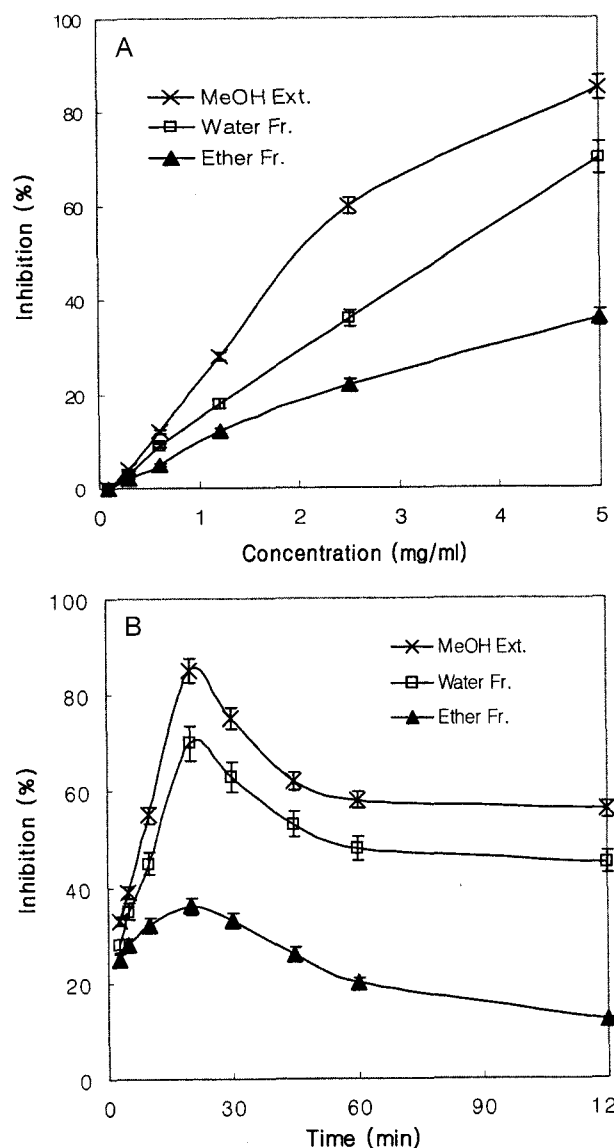 100
A
MeOH Ext.
Water Fr.
Ether Fr.
80
60
40
20
0
Inhibition (%)
0 1 2 3 4 5
Concentration (mg/ml)
100
B
MeOH Ext.
Water Fr.
Ether Fr.
80
60
40
20
0
Inhibition (%)
0 30 60 90 12
Time (min)